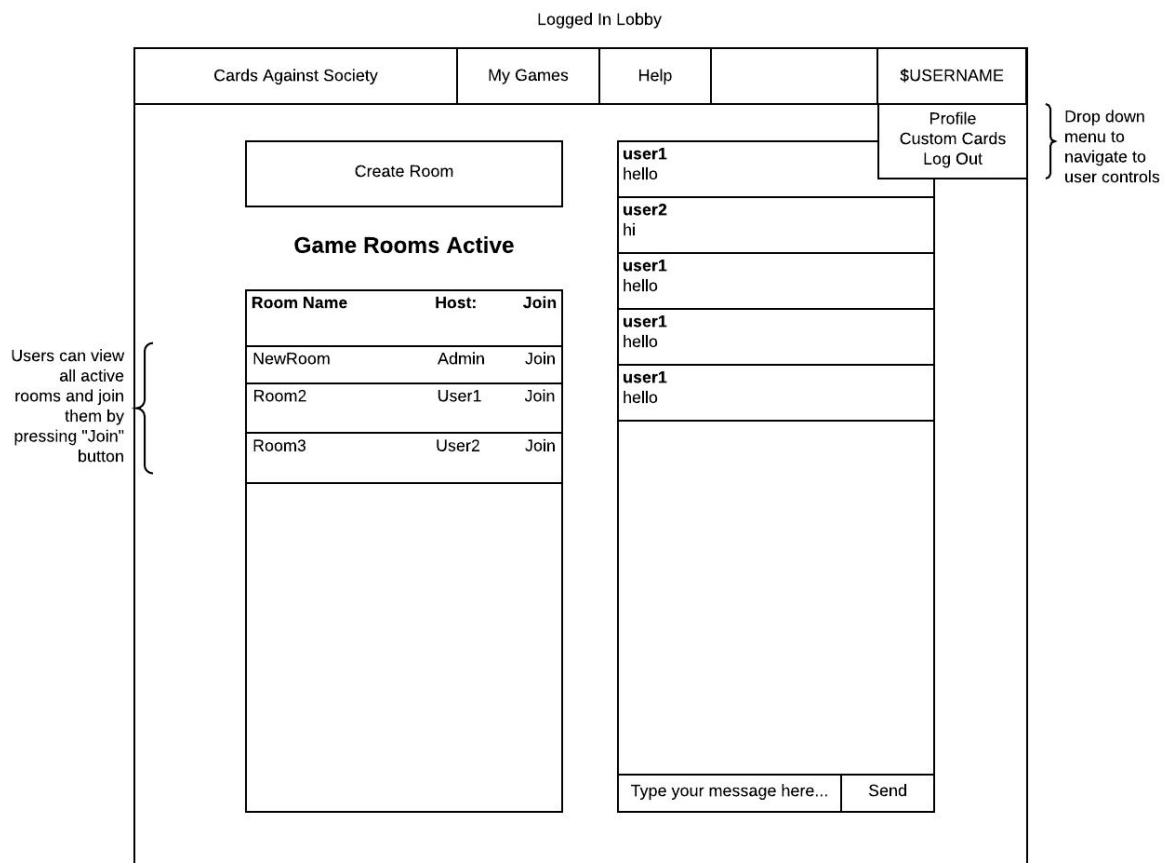 Logged In Lobby
Cards Against Society My Games Help $USERNAME
Profile
Custom Cards
Log Out
Drop down
menu to
navigate to
user controls
Create Room
Game Rooms Active
Room Name Host: Join
NewRoom Admin Join
Room2 User1 Join
Room3 User2 Join
Users can view
all active
rooms and join
them by
pressing "Join"
button
user1
hello
user2
hi
user1
hello
user1
hello
user1
hello
Type your message here... Send